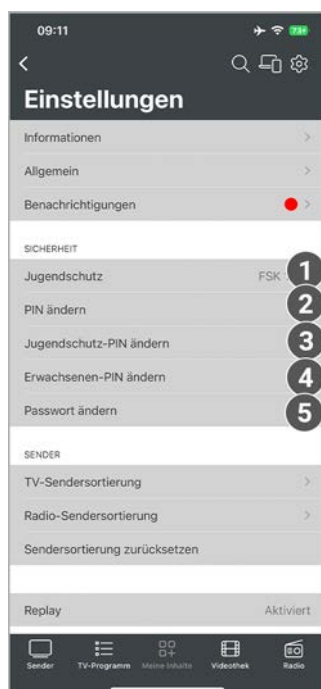 09:11
73
Einstellungen
Informationen
Allgemein
Benachrichtigungen
SICHERHEIT
Jugendschutz FSK 1
PIN ändern 2
Jugendschutz-PIN ändern 3
Erwachsenen-PIN ändern 4
Passwort ändern 5
SENDER
TV-Sendersortierung
Radio-Sendersortierung
Sendersortierung zurücksetzen
Replay Aktiviert
Sender TV-Programm Meine Inhalte Videothek Radio